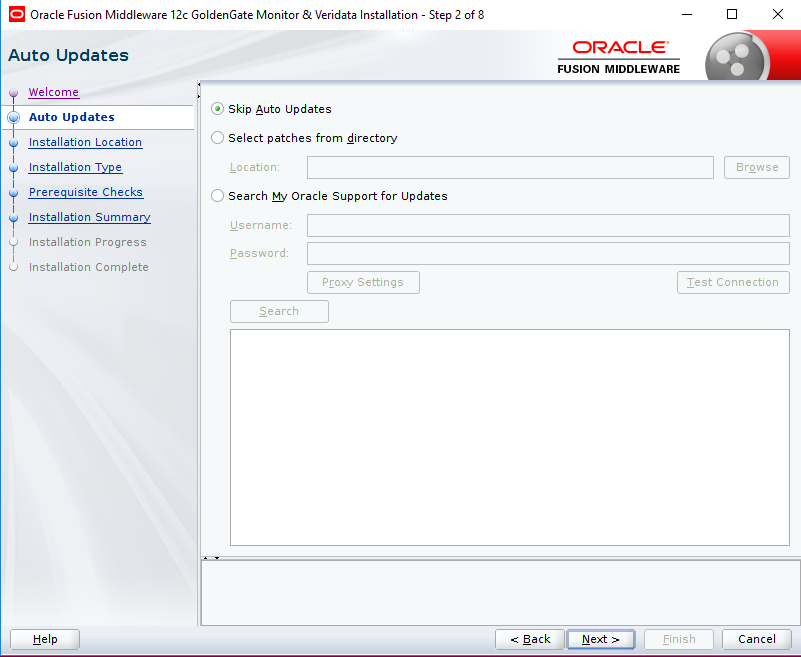 Oracle Fusion Middleware 12c GoldenGate Monitor & Veridata Installation - Step 2 of 8
Auto Updates
ORACLE®
FUSION MIDDLEWARE
Welcome
Auto Updates
Installation Location
Installation Type
Prerequisite Checks
Installation Summary
Installation Progress
Installation Complete
Skip Auto Updates
Select patches from directory
Location:
Browse
Search My Oracle Support for Updates
Username:
Password:
Proxy Settings
Test Connection
Search
Help
< Back
Next >
Finish
Cancel